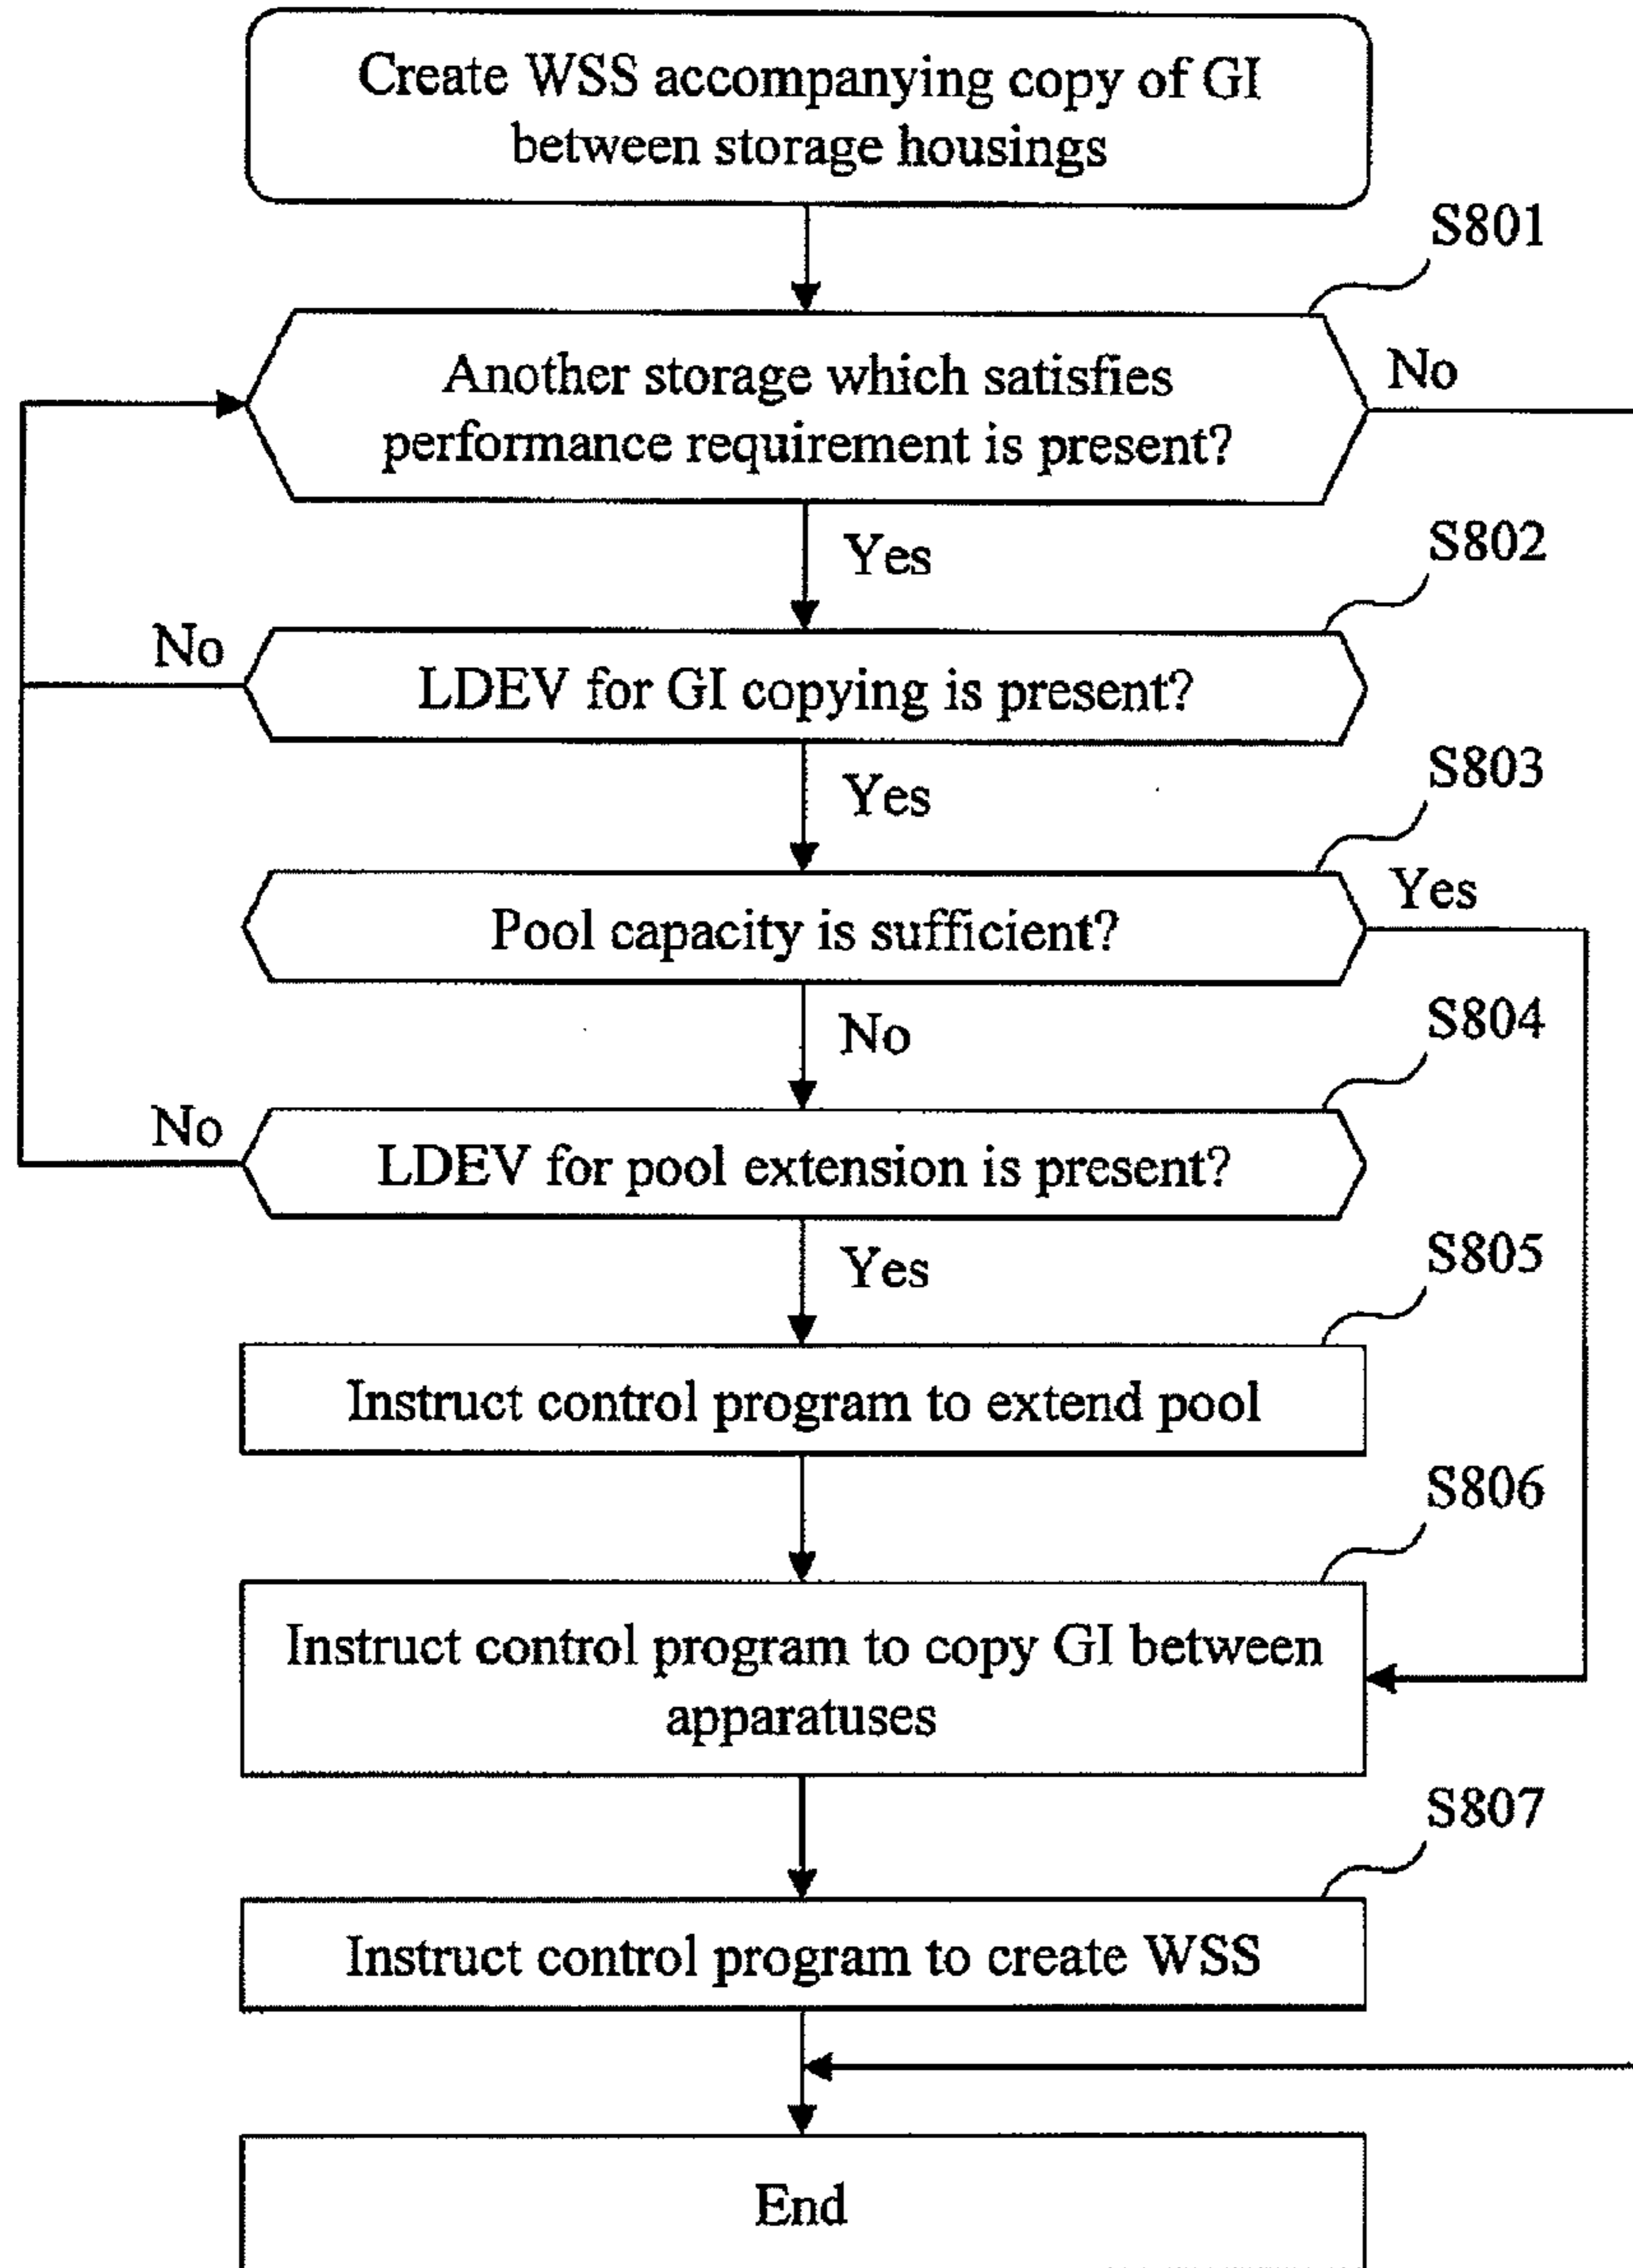 Create WSS accompanying copy of GI
between storage housings
S801
Another storage which satisfies
performance requirement is present?
No
Yes
S802
No
LDEV for GI copying is present?
Yes
S803
Pool capacity is sufficient?
Yes
No
S804
No
LDEV for pool extension is present?
Yes
S805
Instruct control program to extend pool
S806
Instruct control program to copy GI between
apparatuses
S807
Instruct control program to create WSS
End